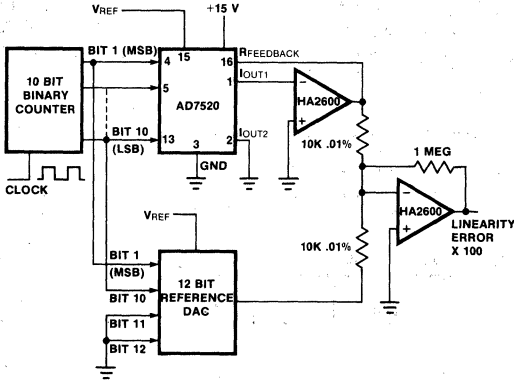 VREF
+15 V
BIT 1 (MSB)
4
15
16
RFEEDBACK
10 BIT
BINARY
COUNTER
5
AD7520
1
IOUT1
HA2600
−
+
BIT 10
(LSB)
13
3
2
IOUT2
GND
10K .01%
1 MEG
CLOCK
VREF
−
+
HA2600
LINEARITY
ERROR
X 100
10K .01%
BIT 1
(MSB)
BIT 10
12 BIT
REFERENCE
DAC
BIT 11
BIT 12